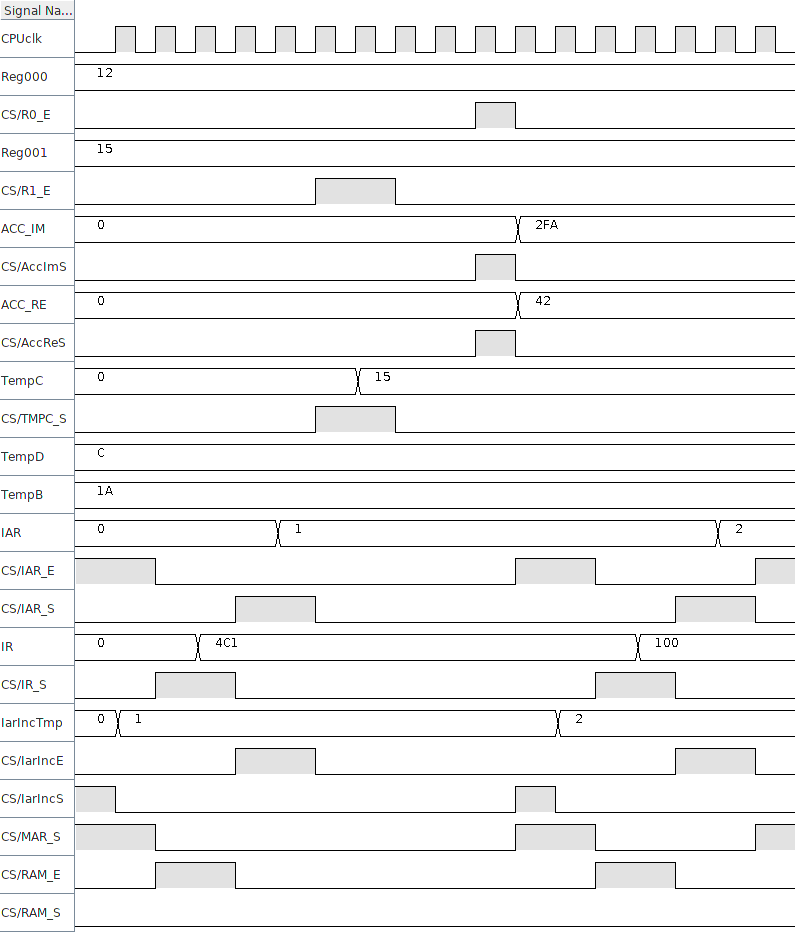 Signal Na...
CPUclk
Reg000 12
CS/R0_E
Reg001 15
CS/R1_E
ACC_IM 0 2FA
CS/AccImS
ACC_RE 0 42
CS/AccReS
TempC 0 15
CS/TMPC_S
TempD C
TempB 1A
IAR 0 1 2
CS/IAR_E
CS/IAR_S
IR 0 4C1 100
CS/IR_S
IarIncTmp 0 1 2
CS/IarIncE
CS/IarIncS
CS/MAR_S
CS/RAM_E
CS/RAM_S